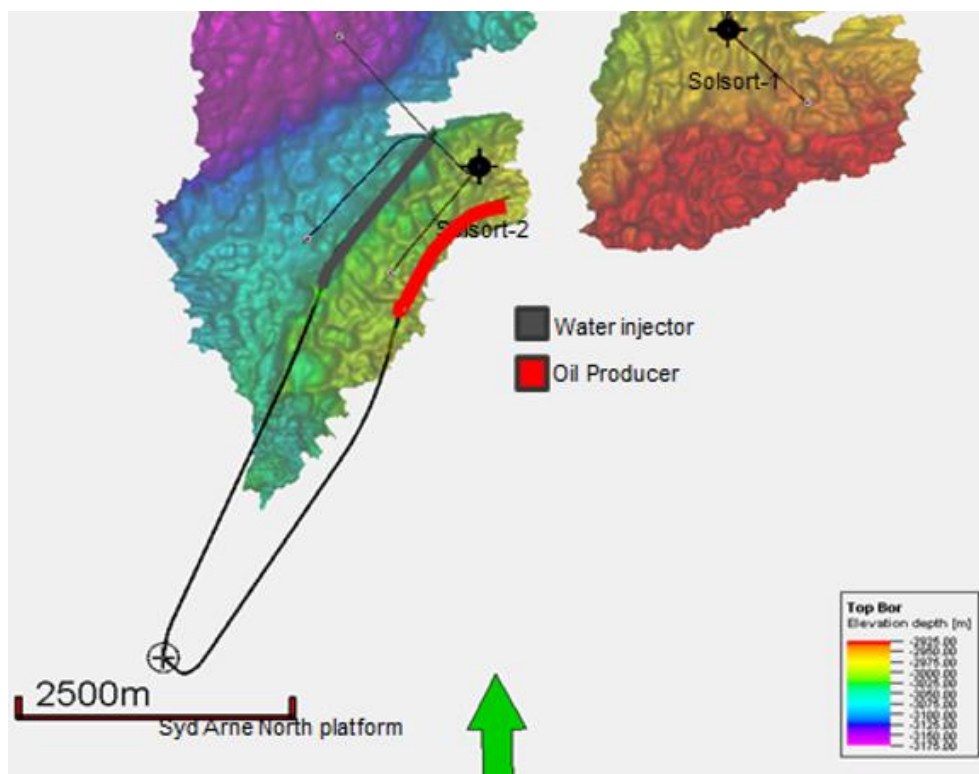 Solsort-1
Solsort-2
Water injector
Oil Producer
2500m
Syd Arne North platform
Top Bor
Elevation depth [m]
-2925.00
-2950.00
-2975.00
-3000.00
-3025.00
-3050.00
-3075.00
-3100.00
-3125.00
-3150.00
-3175.00